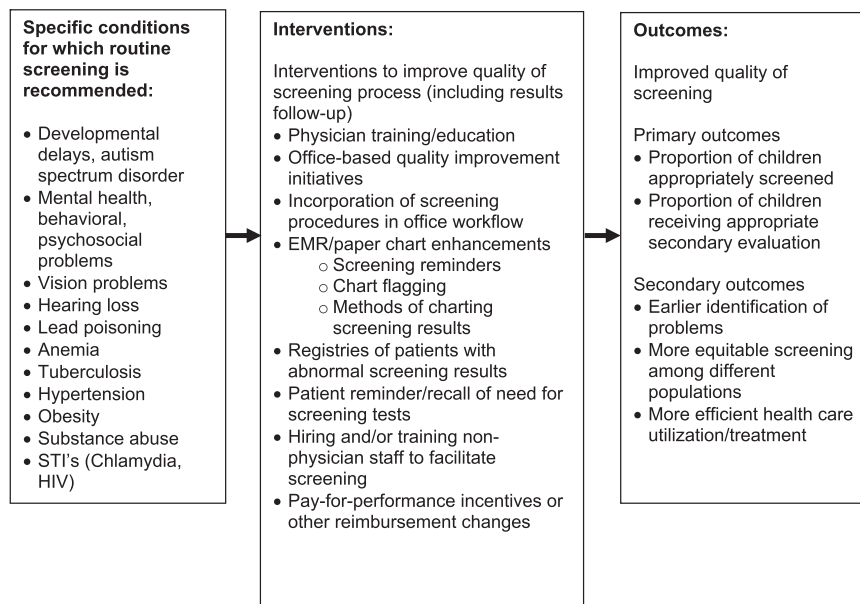 Specific conditions
for which routine
screening is
recommended:
• Developmental
delays, autism
spectrum disorder
• Mental health,
behavioral,
psychosocial
problems
• Vision problems
• Hearing loss
• Lead poisoning
• Anemia
• Tuberculosis
• Hypertension
• Obesity
• Substance abuse
• STI's (Chlamydia,
HIV)
Interventions:
Interventions to improve quality of
screening process (including results
follow-up)
• Physician training/education
• Office-based quality improvement
initiatives
• Incorporation of screening
procedures in office workflow
• EMR/paper chart enhancements
o Screening reminders
o Chart flagging
o Methods of charting
screening results
• Registries of patients with
abnormal screening results
• Patient reminder/recall of need for
screening tests
• Hiring and/or training non-
physician staff to facilitate
screening
• Pay-for-performance incentives or
other reimbursement changes
Outcomes:
Improved quality of
screening
Primary outcomes
• Proportion of children
appropriately screened
• Proportion of children
receiving appropriate
secondary evaluation
Secondary outcomes
• Earlier identification of
problems
• More equitable screening
among different
populations
• More efficient health care
utilization/treatment